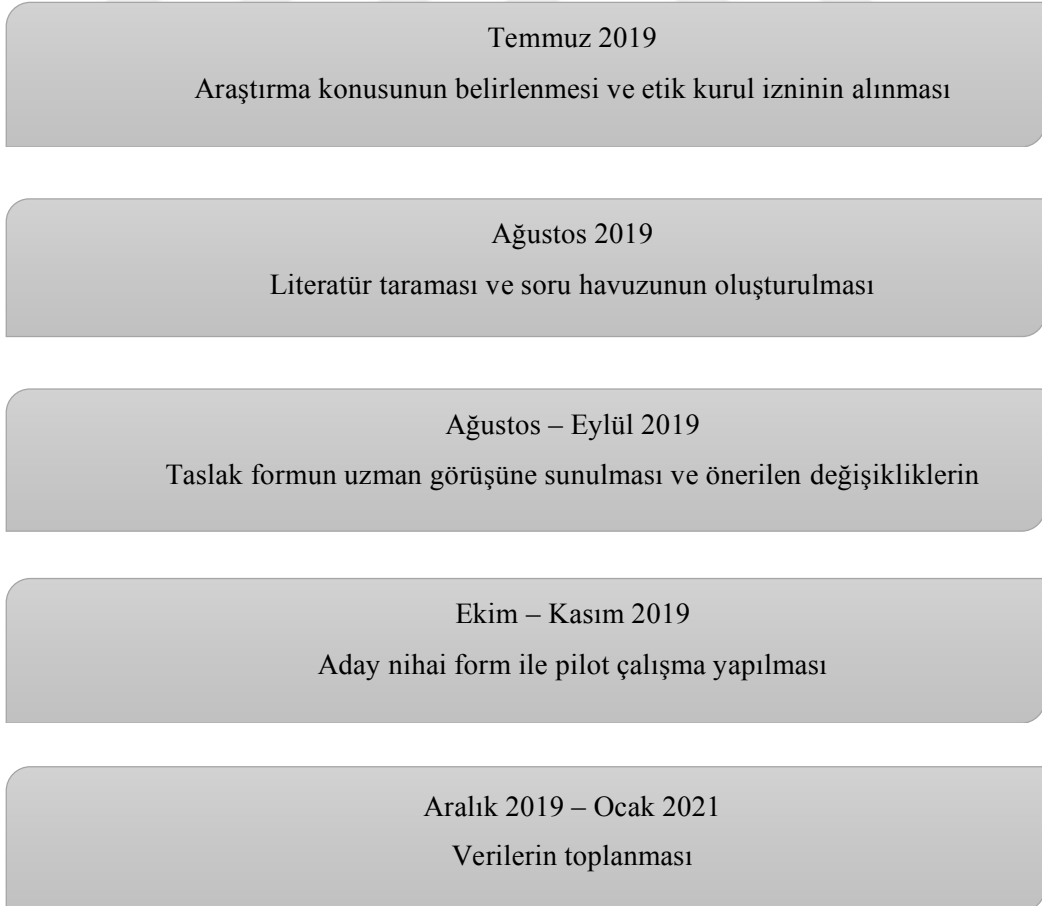 Temmuz 2019
Araştırma konusunun belirlenmesi ve etik kurul izninin alınması
Ağustos 2019
Literatür taraması ve soru havuzunun oluşturulması
Ağustos – Eylül 2019
Taslak formun uzman görüşüne sunulması ve önerilen değişikliklerin
Ekim – Kasım 2019
Aday nihai form ile pilot çalışma yapılması
Aralık 2019 – Ocak 2021
Verilerin toplanması